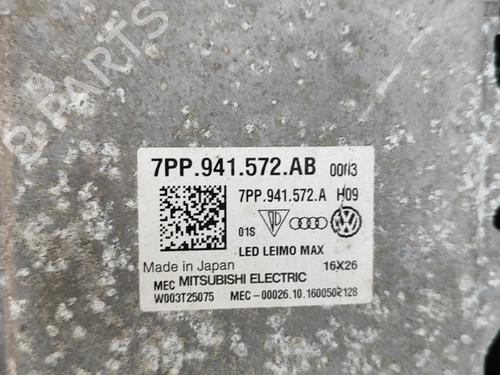 B-PARTS
7PP.941.572.AB 0003
7PP.941.572.A H09
01S
LED LEIMO MAX
Made in Japan 16X26
MEC MITSUBISHI ELECTRIC
W003T25075 MEC-00026.10.1600502128